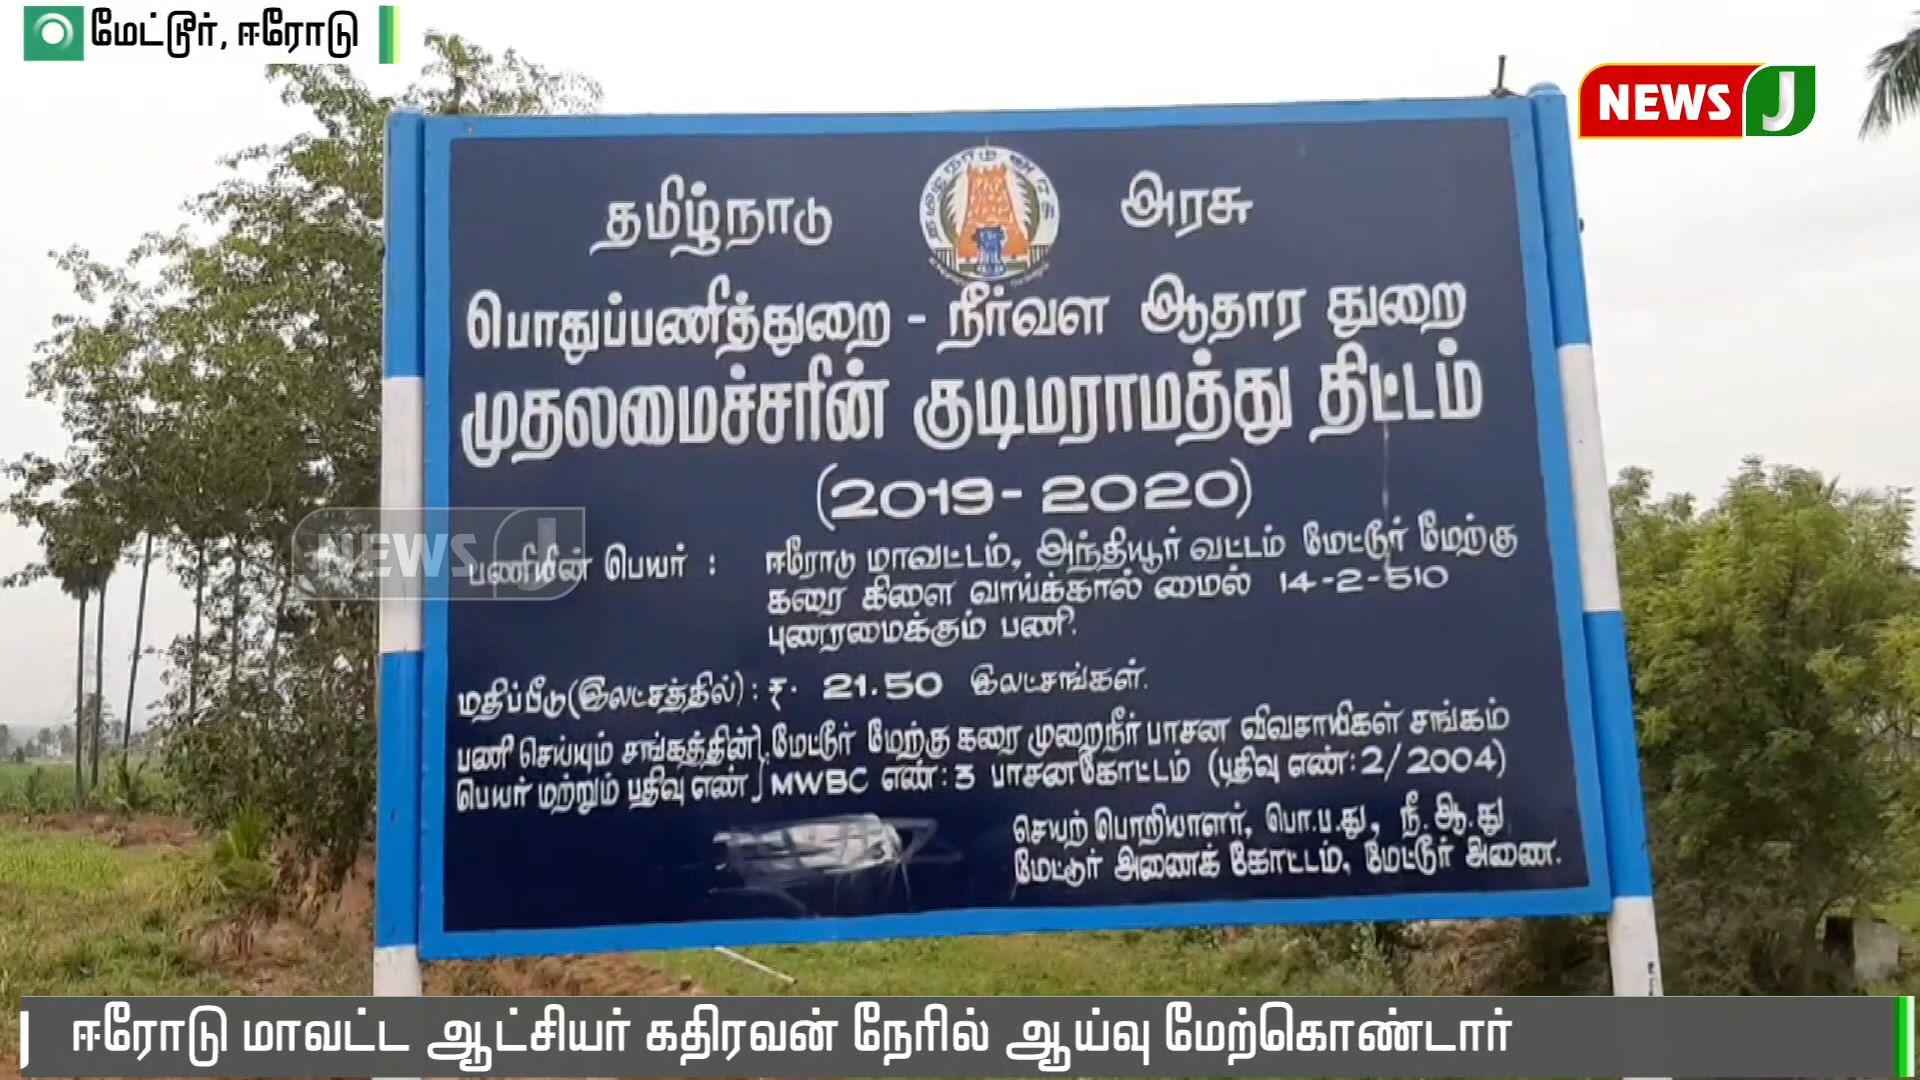 மேட்டூர், ஈரோடு
NEWS J
தமிழ்நாடு அரசு
பொதுப்பணித்துறை - நீர்வள ஆதார துறை
முதலமைச்சரின் குடிமராமத்து திட்டம்
(2019-2020)
NEWS J
பணியின் பெயர் : ஈரோடு மாவட்டம், அந்தியூர் வட்டம் மேட்டூர் மேற்கு
கரை கிளை வாய்க்கால் மைல் 14-2-510
புணரமைக்கும் பணி.
மதிப்பீடு(இலட்சத்தில்) : ₹. 21.50 இலட்சங்கள்.
பணி செய்யும் சங்கத்தின் மேட்டூர் மேற்கு கரை முறைநீர் பாசன விவசாயிகள் சங்கம்
பெயர் மற்றும் பதிவு எண் MWBC எண்:3 பாசனகோட்டம் (பதிவு எண்:2/2004)
செயற் பொறியாளர், பொ.ப.து, நீ.ஆ.து
மேட்டூர் அணைக் கோட்டம், மேட்டூர் அணை.
ஈரோடு மாவட்ட ஆட்சியர் கதிரவன் நேரில் ஆய்வு மேற்கொண்டார்